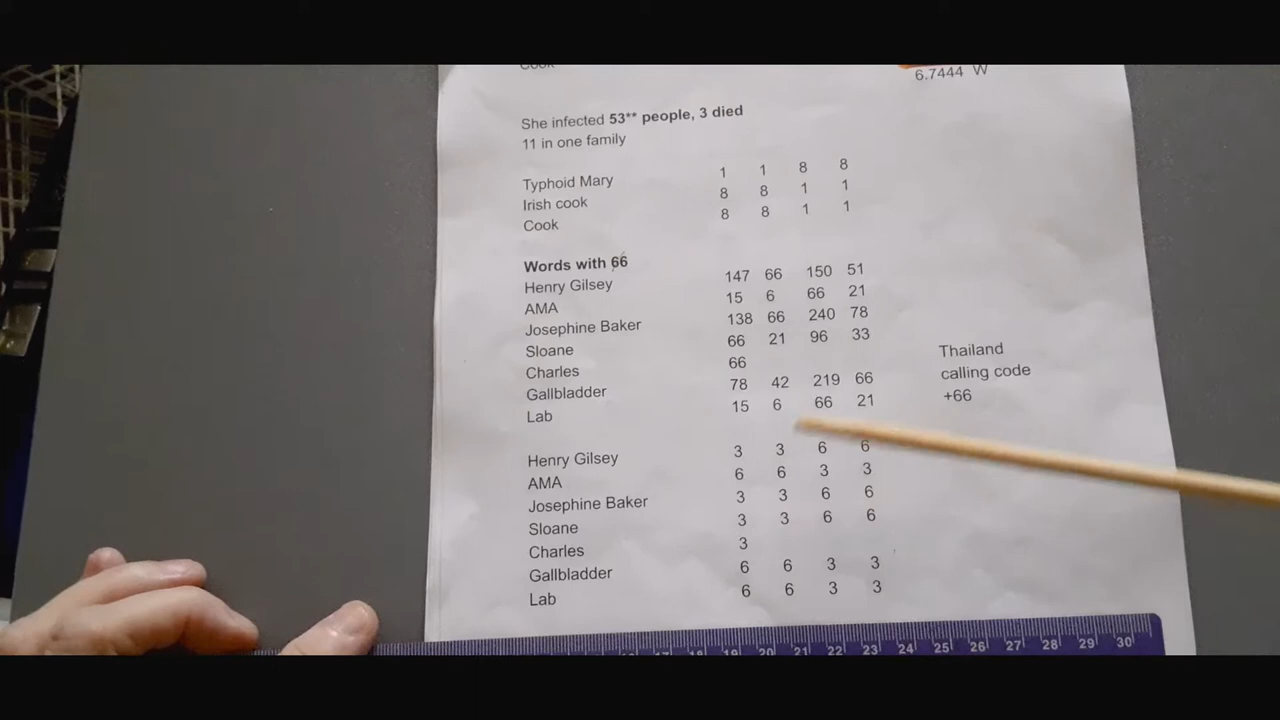 Cook
6.7444 W
She infected 53** people, 3 died
11 in one family
Typhoid Mary 1 1 8 8
Irish cook 8 8 1 1
Cook 8 8 1 1
Words with 66
Henry Gilsey 147 66 150 51
AMA 15 6 66 21
Josephine Baker 138 66 240 78
Sloane 66 21 96 33
Charles 66
Gallbladder 78 42 219 66
Lab 15 6 66 21
Thailand
calling code
+66
Henry Gilsey 3 3 6 6
AMA 6 6 3 3
Josephine Baker 3 3 6 6
Sloane 3 3 6 6
Charles 3
Gallbladder 6 6 3 3
Lab 6 6 3 3
17 18 19 20 21 22 23 24 25 26 27 28 29 30